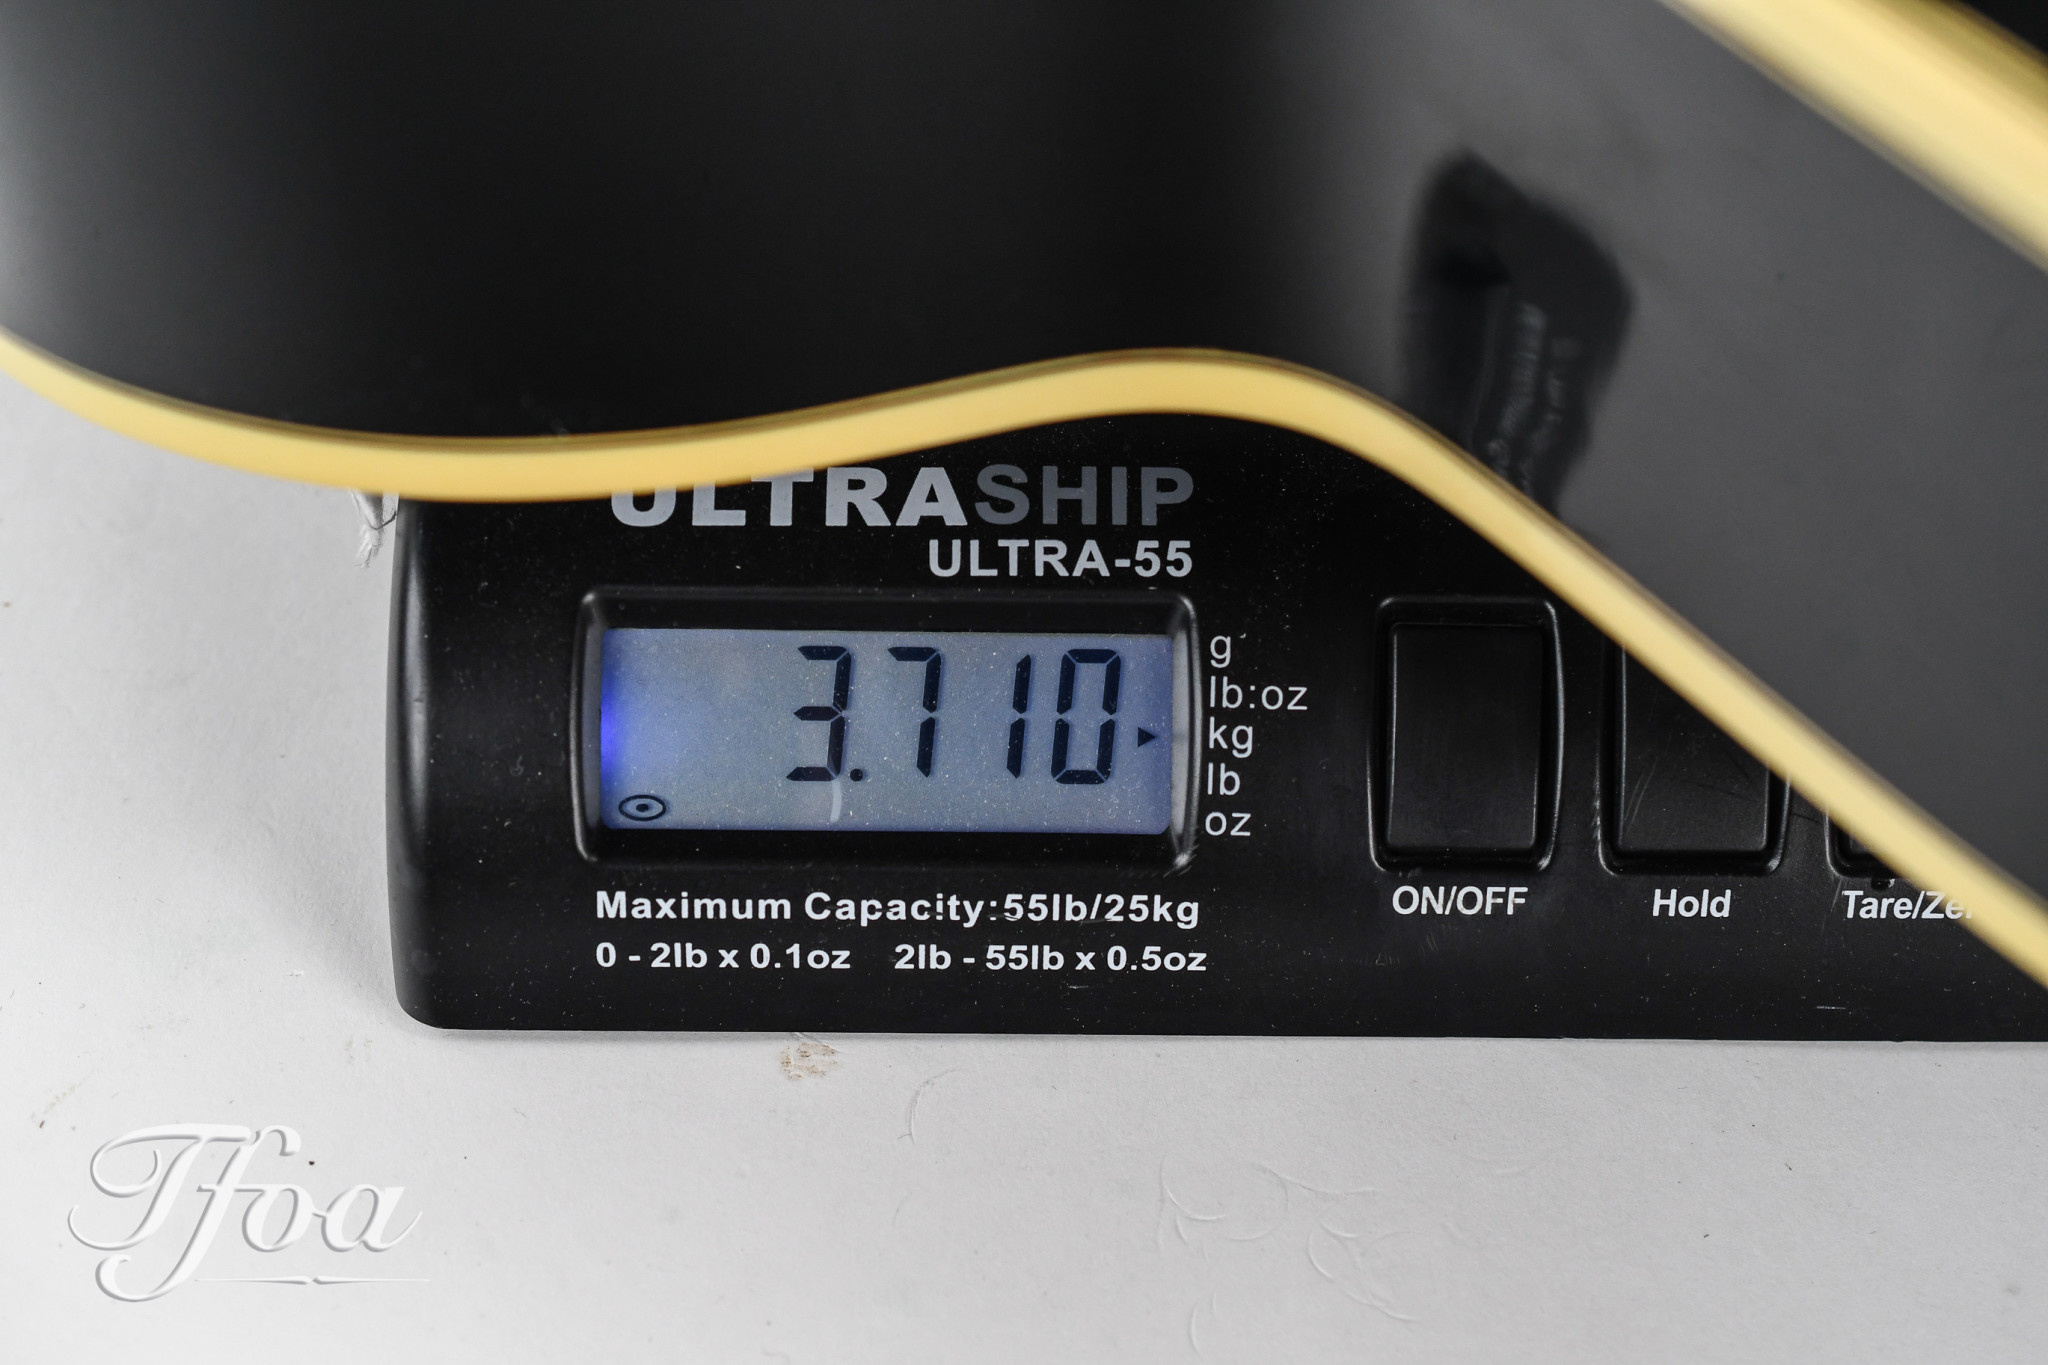 ULTRASHIP
ULTRA-55
3.710
g
lb:oz
kg
lb
oz
Maximum Capacity:55lb/25kg
0 - 2lb x 0.1oz 2lb - 55lb x 0.5oz
ON/OFF
Hold
Tare/Ze
Tfoa